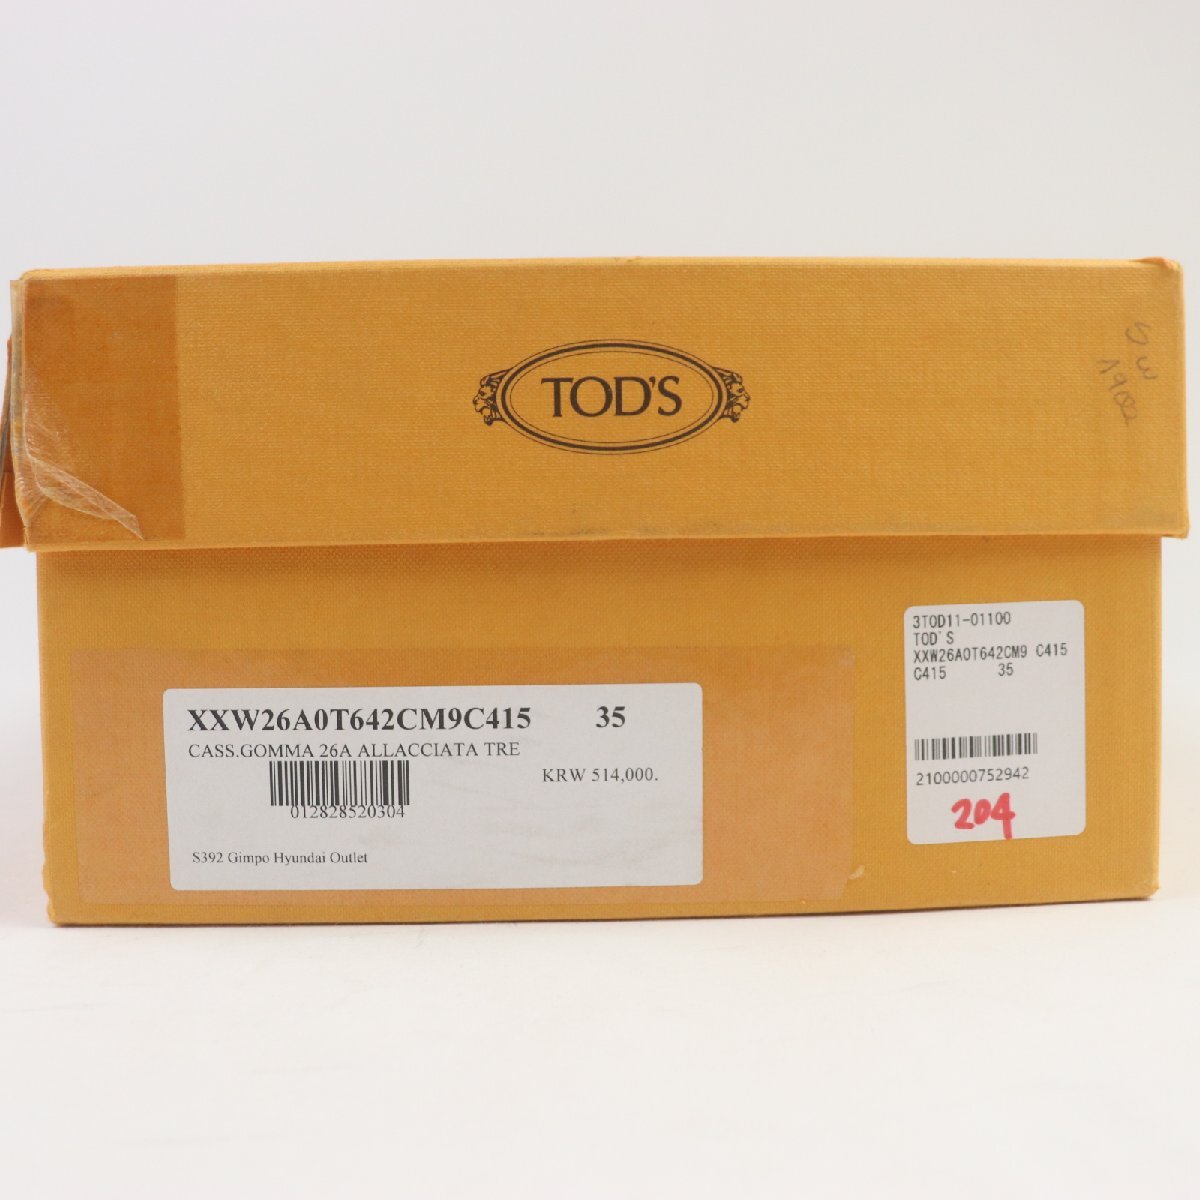 TOD'S
XXW26A0T642CM9C415 35
CASS.GOMMA 26A ALLACCIATA TRE
KRW 514,000.
012828520304
S392 Gimpo Hyundai Outlet
3TOD11-01100
TOD'S
XXW26A0T642CM9 C415
C415 35
2100000752942
204